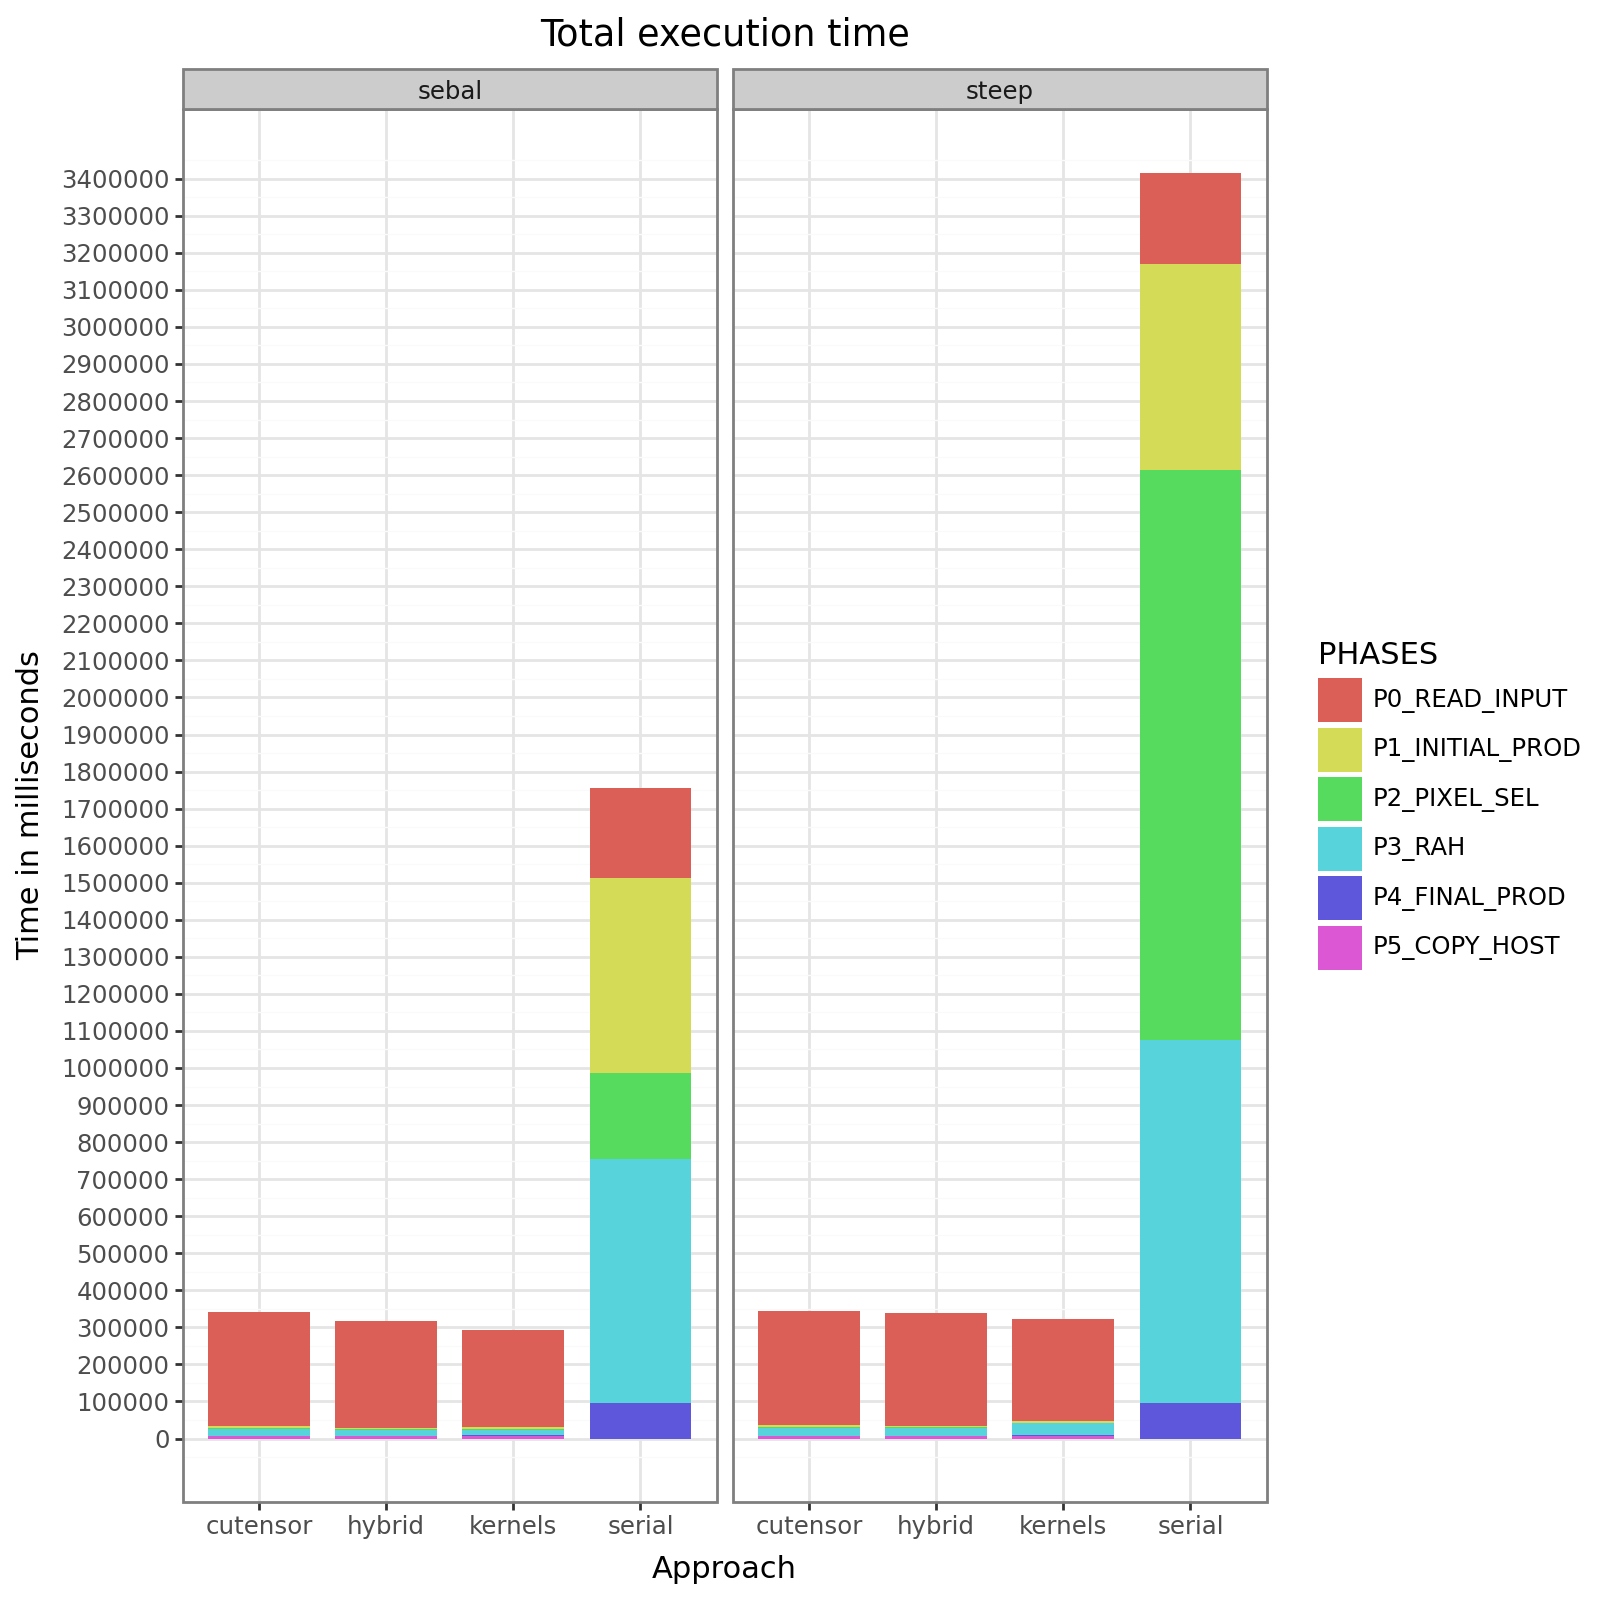 Total execution time
sebal
steep
Time in milliseconds
3400000
3300000
3200000
3100000
3000000
2900000
2800000
2700000
2600000
2500000
2400000
2300000
2200000
2100000
2000000
1900000
1800000
1700000
1600000
1500000
1400000
1300000
1200000
1100000
1000000
900000
800000
700000
600000
500000
400000
300000
200000
100000
0
cutensor hybrid kernels serial
cutensor hybrid kernels serial
Approach
PHASES
P0_READ_INPUT
P1_INITIAL_PROD
P2_PIXEL_SEL
P3_RAH
P4_FINAL_PROD
P5_COPY_HOST